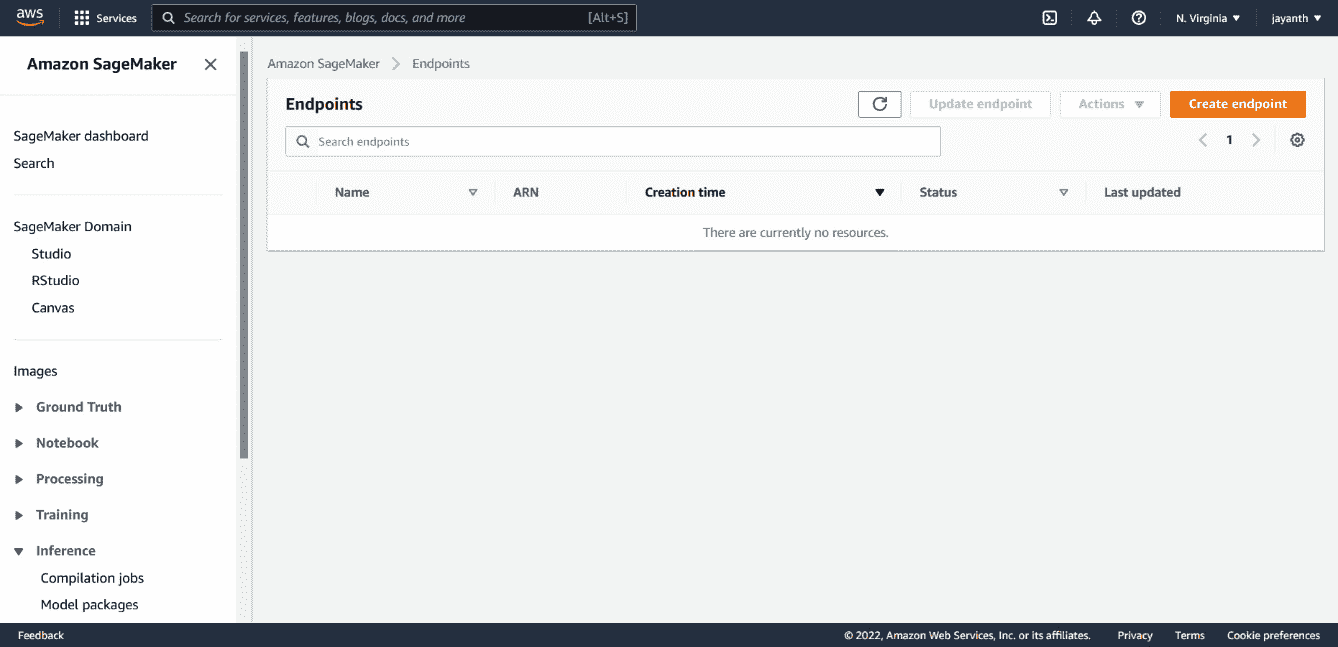 aws Services Search for services, features, blogs, docs, and more [Alt+S] N. Virginia jayanth
Amazon SageMaker
SageMaker dashboard
Search
SageMaker Domain
Studio
RStudio
Canvas
Images
Ground Truth
Notebook
Processing
Training
Inference
Compilation jobs
Model packages
Amazon SageMaker Endpoints
Endpoints Update endpoint Actions Create endpoint
Search endpoints 1
Name ARN Creation time Status Last updated
There are currently no resources.
Feedback © 2022, Amazon Web Services, Inc. or its affiliates. Privacy Terms Cookie preferences